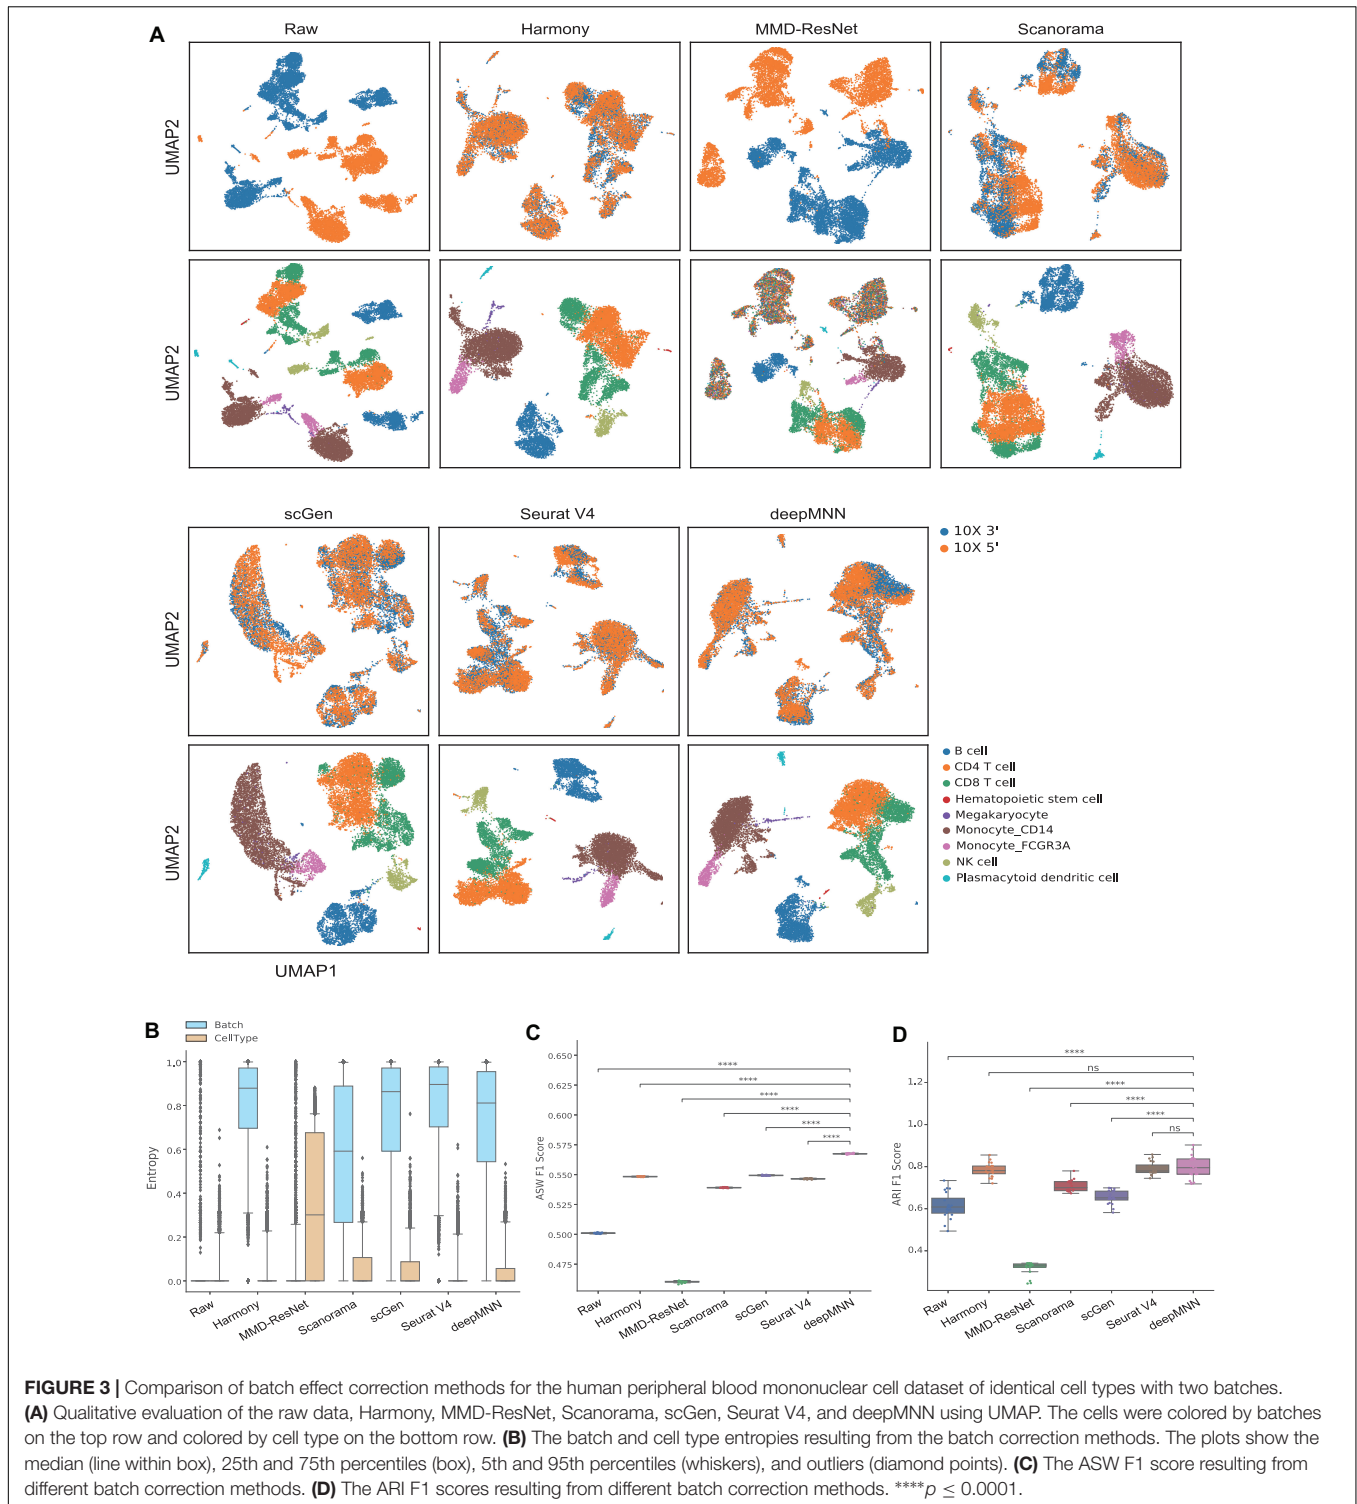 A
Raw
Harmony
MMD-ResNet
Scanorama
UMAP2
UMAP2
scGen
Seurat V4
deepMNN
10X 3'
10X 5'
UMAP2
UMAP2
B cell
CD4 T cell
CD8 T cell
Hematopoietic stem cell
Megakaryocyte
Monocyte_CD14
Monocyte_FCGR3A
NK cell
Plasmacytoid dendritic cell
UMAP1
B
Batch
CellType
Entropy
1.0
0.8
0.6
0.4
0.2
0.0
Raw
Harmony
MMD-ResNet
Scanorama
scGen
Seurat V4
deepMNN
C
ASW F1 Score
0.650
0.625
0.600
0.575
0.550
0.525
0.500
0.475
****
****
****
****
****
****
Raw
Harmony
MMD-ResNet
Scanorama
scGen
Seurat V4
deepMNN
D
ARI F1 Score
1.2
1.0
0.8
0.6
0.4
****
ns
****
****
****
ns
Raw
Harmony
MMD-ResNet
Scanorama
scGen
Seurat V4
deepMNN
FIGURE 3 | Comparison of batch effect correction methods for the human peripheral blood mononuclear cell dataset of identical cell types with two batches.
(A) Qualitative evaluation of the raw data, Harmony, MMD-ResNet, Scanorama, scGen, Seurat V4, and deepMNN using UMAP. The cells were colored by batches
on the top row and colored by cell type on the bottom row. (B) The batch and cell type entropies resulting from the batch correction methods. The plots show the
median (line within box), 25th and 75th percentiles (box), 5th and 95th percentiles (whiskers), and outliers (diamond points). (C) The ASW F1 score resulting from
different batch correction methods. (D) The ARI F1 scores resulting from different batch correction methods. ****p ≤ 0.0001.